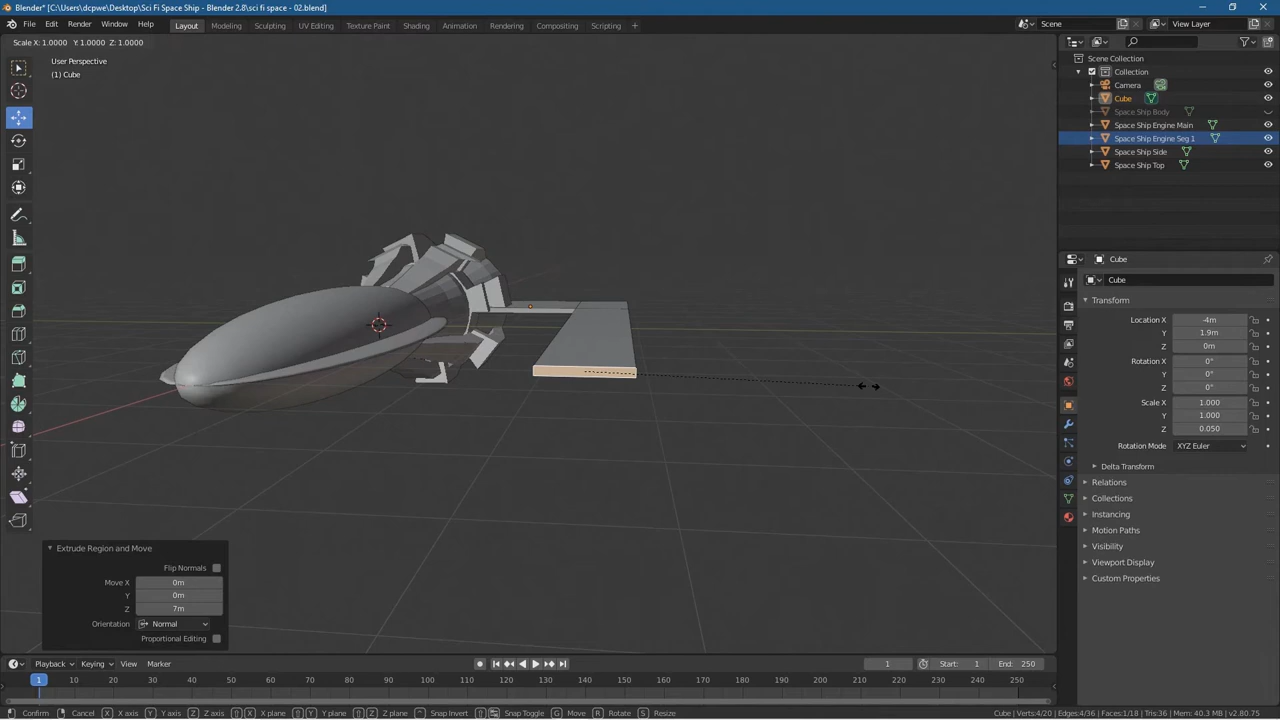 Blender* [C:\Users\dcpwe\Desktop\Sci Fi Space Ship - Blender 2.8\sci fi space - 02.blend]
File Edit Render Window Help Layout Modeling Sculpting UV Editing Texture Paint Shading Animation Rendering Compositing Scripting + Scene View Layer
Scale X: 1.0000 Y: 1.0000 Z: 1.0000
User Perspective
(1) Cube
Scene Collection
Collection
Camera
Cube
Space Ship Body
Space Ship Engine Main
Space Ship Engine Seg 1
Space Ship Side
Space Ship Top
Cube
Cube
Transform
Location X -4m
Y 1.9m
Z 0m
Rotation X 0°
Y 0°
Z 0°
Scale X 1.000
Y 1.000
Z 0.050
Rotation Mode XYZ Euler
Delta Transform
Relations
Collections
Instancing
Motion Paths
Visibility
Viewport Display
Custom Properties
Extrude Region and Move
Flip Normals
Move X 0m
Y 0m
Z 7m
Orientation Normal
Proportional Editing
Playback Keying View Marker 1 Start: 1 End: 250
1 10 20 30 40 50 60 70 80 90 100 110 120 130 140 150 160 170 180 190 200 210 220 230 240 250
Confirm Cancel X X axis Y Y axis Z Z axis X X plane Y Y plane Z Z plane Snap Invert Snap Toggle G Move R Rotate S Resize Cube | Verts:4/20 | Edges:4/36 | Faces:1/18 | Tris:36 | Mem: 40.3 MB | v2.80.75